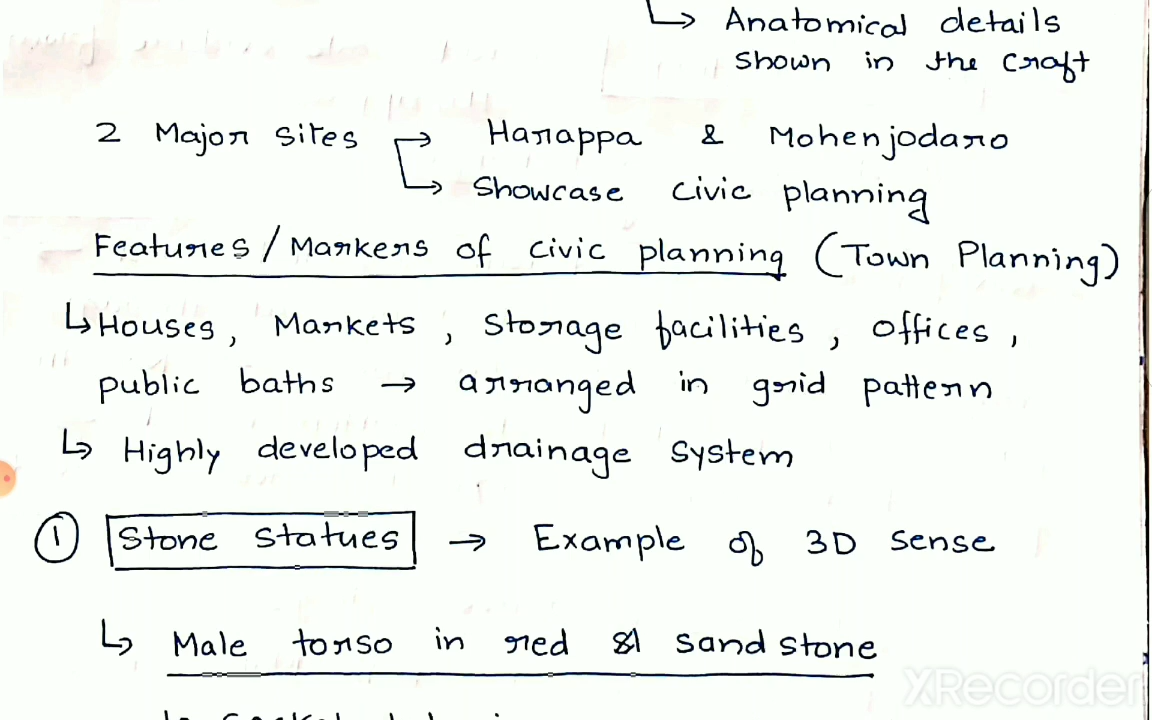 ↳ Anatomical details
shown in the craft
2 Major sites → Harappa & Mohenjodaro
↳ Showcase civic planning
Features / Markers of civic planning (Town Planning)
↳ Houses, Markets, Storage facilities, offices,
public baths → arranged in grid pattern
↳ Highly developed drainage system
① Stone statues → Example of 3D sense
↳ Male torso in red sandstone
XRecorder